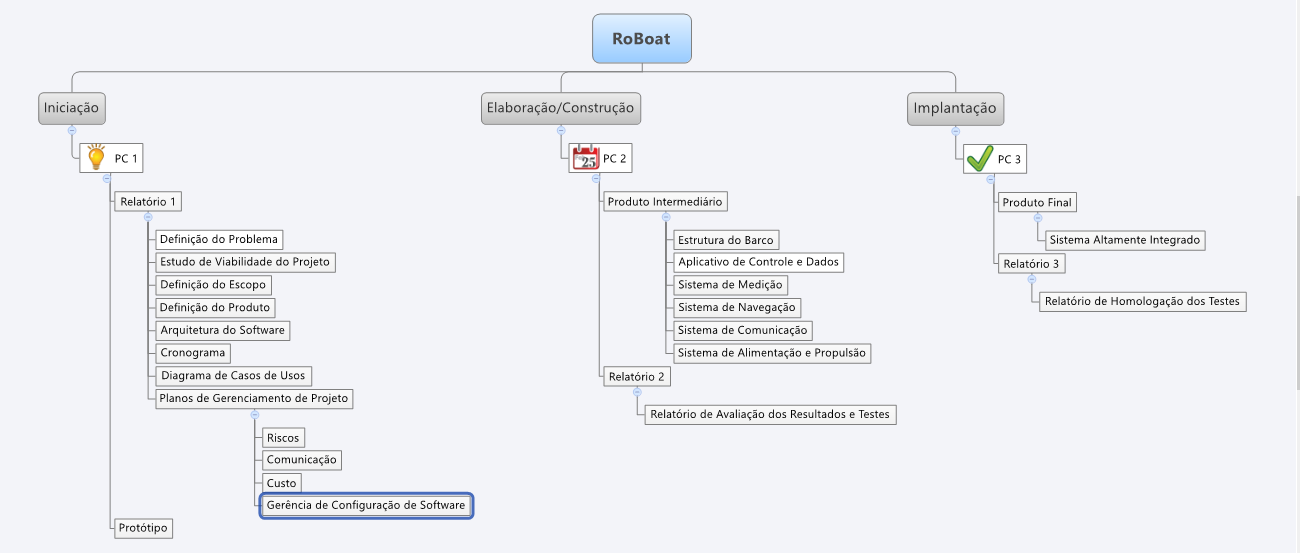 RoBoat
Iniciação
PC 1
Relatório 1
Definição do Problema
Estudo de Viabilidade do Projeto
Definição do Escopo
Definição do Produto
Arquitetura do Software
Cronograma
Diagrama de Casos de Usos
Planos de Gerenciamento de Projeto
Riscos
Comunicação
Custo
Gerência de Configuração de Software
Protótipo
Elaboração/Construção
25
PC 2
Produto Intermediário
Estrutura do Barco
Aplicativo de Controle e Dados
Sistema de Medição
Sistema de Navegação
Sistema de Comunicação
Sistema de Alimentação e Propulsão
Relatório 2
Relatório de Avaliação dos Resultados e Testes
Implantação
PC 3
Produto Final
Sistema Altamente Integrado
Relatório 3
Relatório de Homologação dos Testes